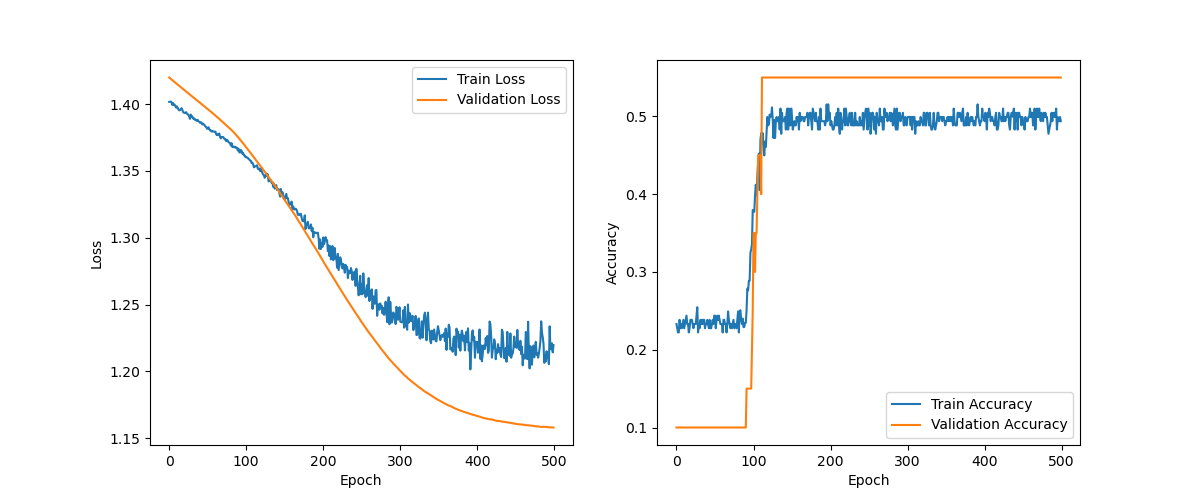 Train Loss
Validation Loss
1.40
1.35
1.30
1.25
1.20
1.15
Loss
0
100
200
300
400
500
Epoch
0.5
0.4
0.3
0.2
0.1
Accuracy
Train Accuracy
Validation Accuracy
0
100
200
300
400
500
Epoch